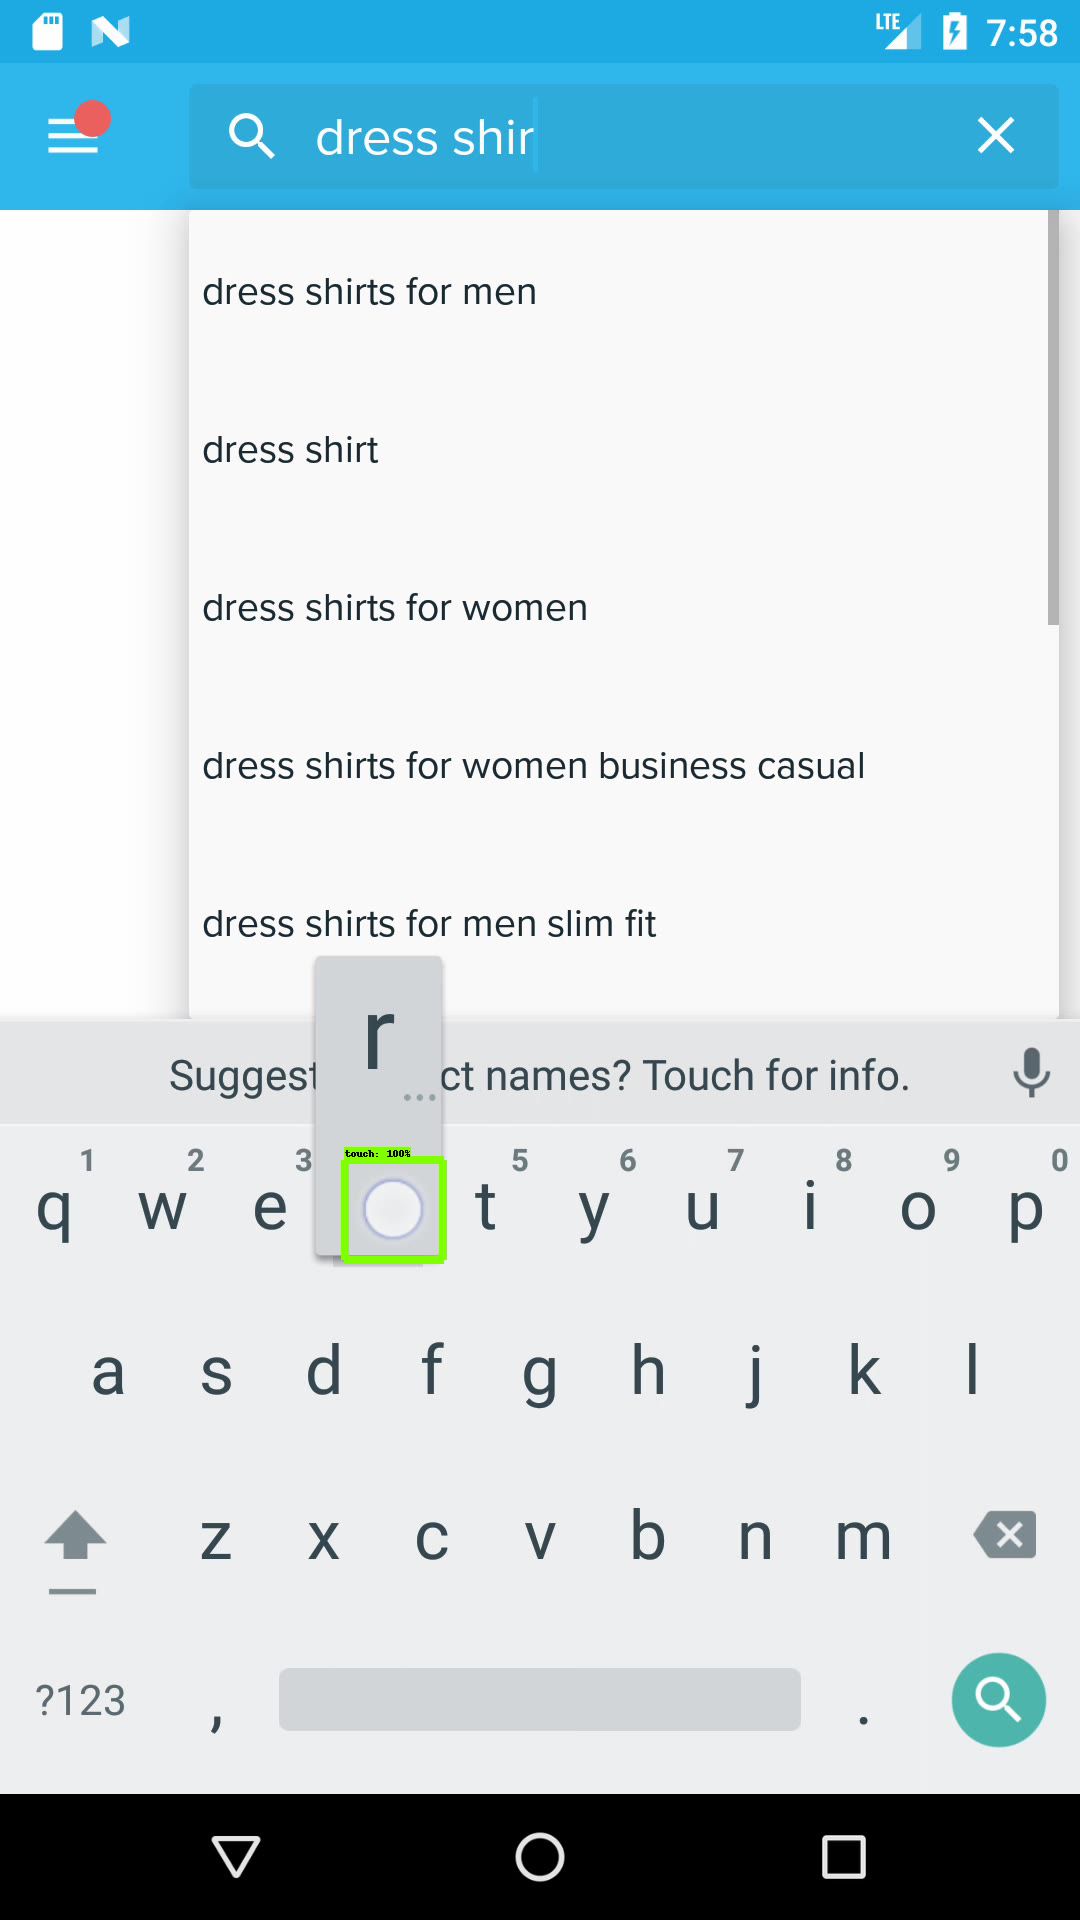 LTE 7:58
dress shir
dress shirts for men
dress shirt
dress shirts for women
dress shirts for women business casual
dress shirts for men slim fit
r
...
Suggest ct names? Touch for info.
touch: 100%
1 2 3 5 6 7 8 9 0
q w e t y u i o p
a s d f g h j k l
z x c v b n m
?123 , .